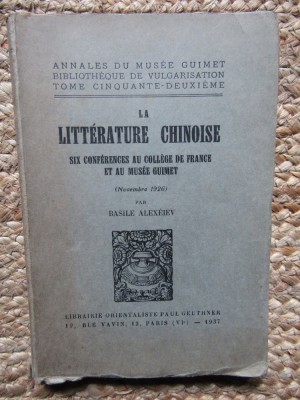 ANNALES DU MUSÉE GUIMET
BIBLIOTHÈQUE DE VULGARISATION
TOME CINQUANTE-DEUXIÈME
LA
LITTÉRATURE CHINOISE
SIX CONFÉRENCES AU COLLÈGE DE FRANCE
ET AU MUSÉE GUIMET
(Novembre 1926)
PAR
BASILE ALEXÉIEV
LIBRAIRIE ORIENTALISTE PAUL GEUTHNER
12, RUE VAVIN, 12, PARIS (VIe) — 1937